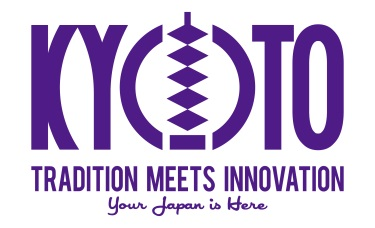 KYOTO
TRADITION MEETS INNOVATION
Your Japan is Here